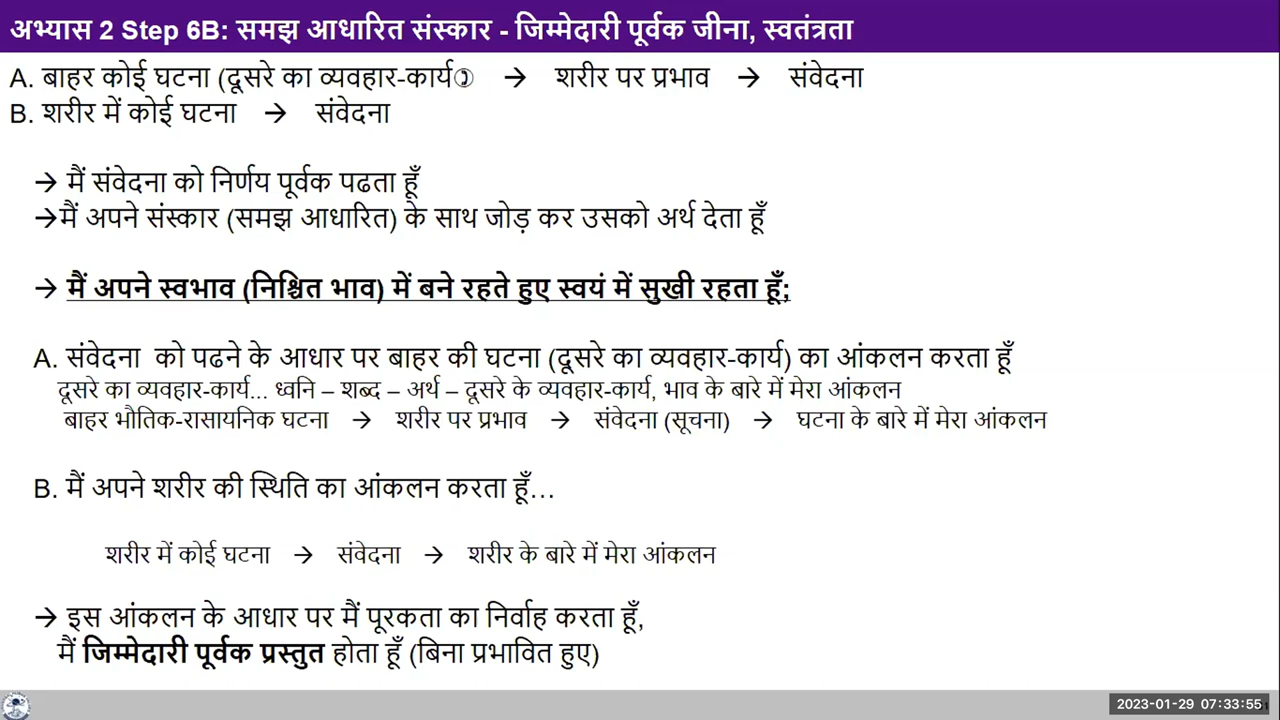 अभ्यास 2 Step 6B: समझ आधारित संस्कार - जिम्मेदारी पूर्वक जीना, स्वतंत्रता
A. बाहर कोई घटना (दूसरे का व्यवहार-कार्य) → शरीर पर प्रभाव → संवेदना
B. शरीर में कोई घटना → संवेदना
→ मैं संवेदना को निर्णय पूर्वक पढता हूँ
→मैं अपने संस्कार (समझ आधारित) के साथ जोड़ कर उसको अर्थ देता हूँ
→ मैं अपने स्वभाव (निश्चित भाव) में बने रहते हुए स्वयं में सुखी रहता हूँ;
A. संवेदना को पढने के आधार पर बाहर की घटना (दूसरे का व्यवहार-कार्य) का आंकलन करता हूँ
दूसरे का व्यवहार-कार्य... ध्वनि – शब्द – अर्थ – दूसरे के व्यवहार-कार्य, भाव के बारे में मेरा आंकलन
बाहर भौतिक-रासायनिक घटना → शरीर पर प्रभाव → संवेदना (सूचना) → घटना के बारे में मेरा आंकलन
B. मैं अपने शरीर की स्थिति का आंकलन करता हूँ...
शरीर में कोई घटना → संवेदना → शरीर के बारे में मेरा आंकलन
→ इस आंकलन के आधार पर मैं पूरकता का निर्वाह करता हूँ,
मैं जिम्मेदारी पूर्वक प्रस्तुत होता हूँ (बिना प्रभावित हुए)
2023-01-29 07:33:55